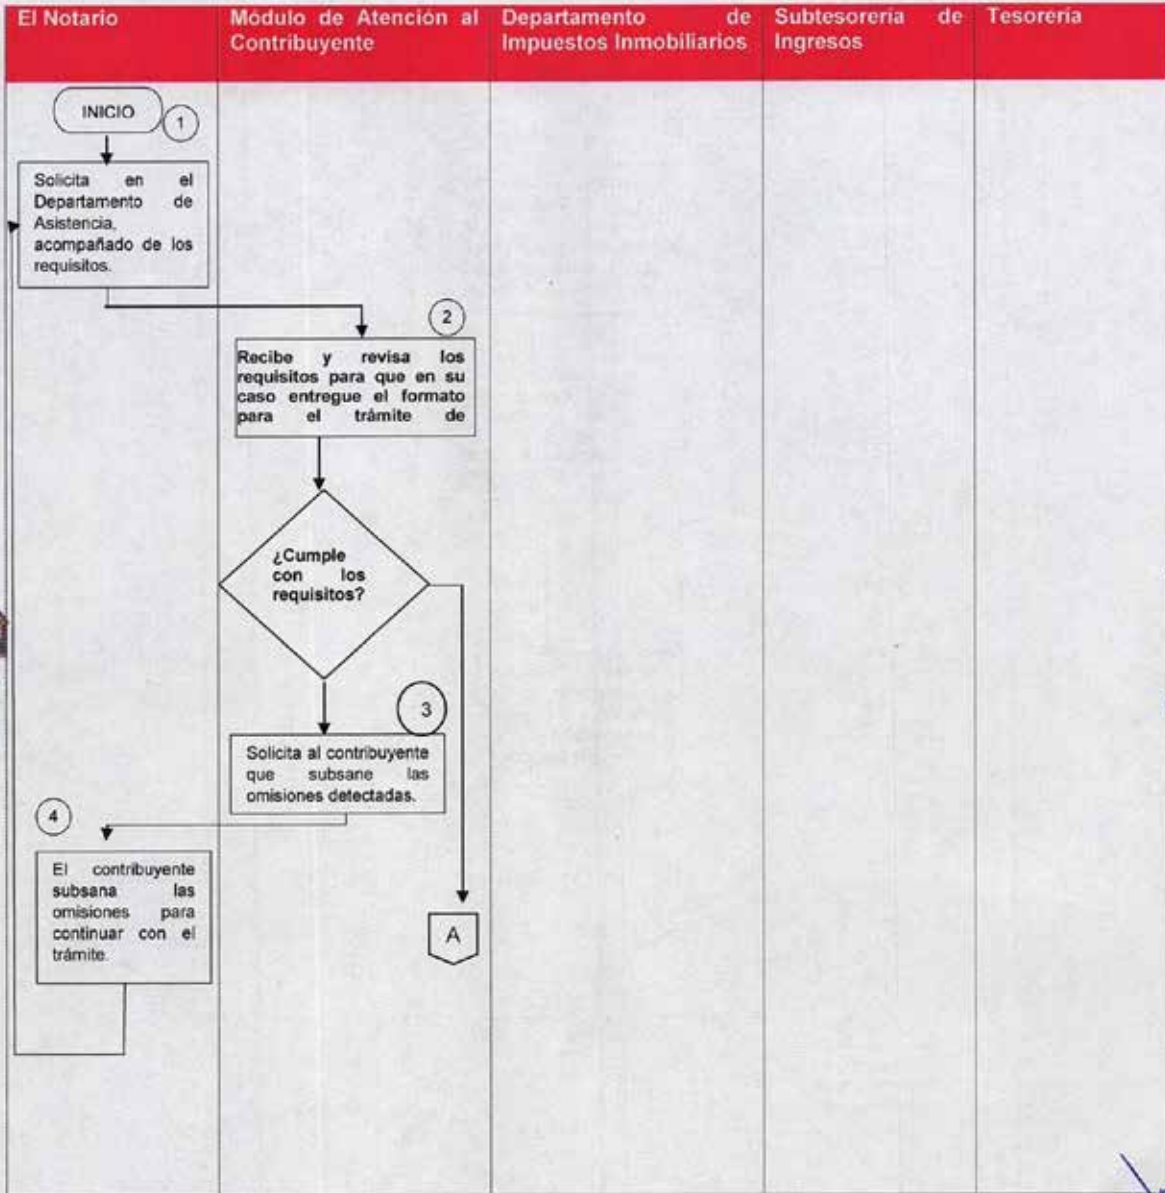 El Notario
Módulo de Atención al
Contribuyente
Departamento de
Impuestos Inmobiliarios
Subtesorería de
Ingresos
Tesorería
INICIO
1
Solicita en el
Departamento de
Asistencia,
acompañado de los
requisitos.
2
Recibe y revisa los
requisitos para que en su
caso entregue el formato
para el trámite de
¿Cumple
con los
requisitos?
3
Solicita al contribuyente
que subsane las
omisiones detectadas.
4
El contribuyente
subsana las
omisiones para
continuar con el
trámite.
A